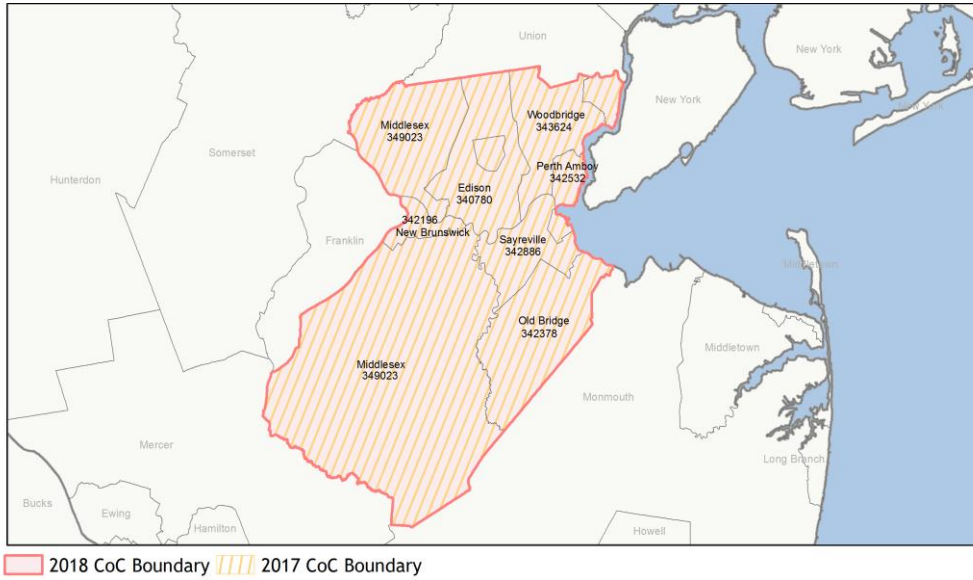 Union
New York
New York
New York
Middlesex
349023
Woodbridge
343624
Somerset
Hunterdon
Perth Amboy
342532
Edison
340780
342196
New Brunswick
Franklin
Sayreville
342886
Middletown
Old Bridge
342378
Middletown
Middlesex
349023
Monmouth
Mercer
Long Branch
Bucks
Ewing
Hamilton
Howell
2018 CoC Boundary 2017 CoC Boundary